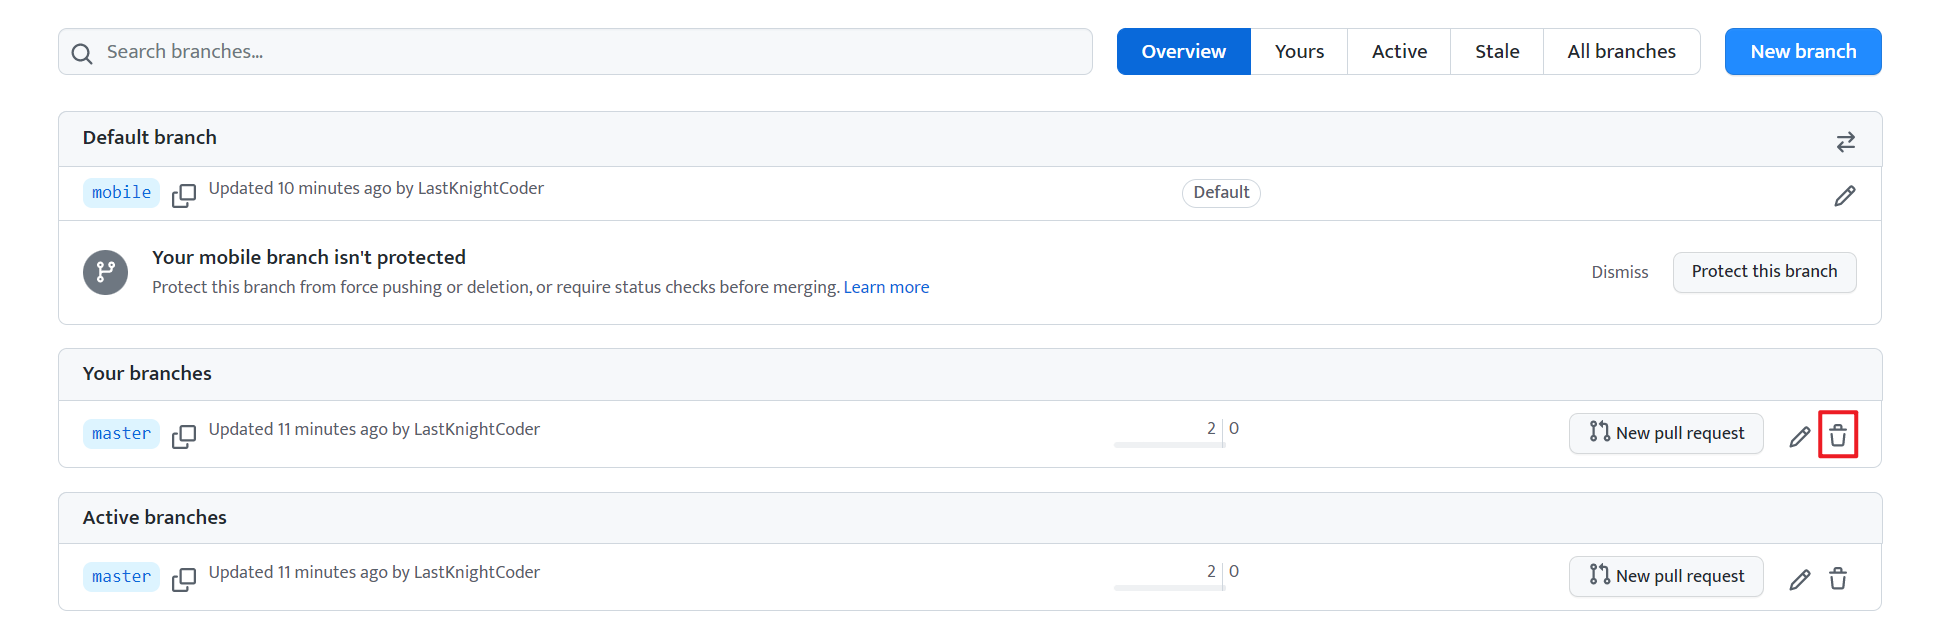 Search branches...
Overview Yours Active Stale All branches New branch
Default branch
mobile Updated 10 minutes ago by LastKnightCoder Default
Your mobile branch isn't protected
Protect this branch from force pushing or deletion, or require status checks before merging. Learn more
Dismiss Protect this branch
Your branches
master Updated 11 minutes ago by LastKnightCoder 2 0 New pull request
Active branches
master Updated 11 minutes ago by LastKnightCoder 2 0 New pull request